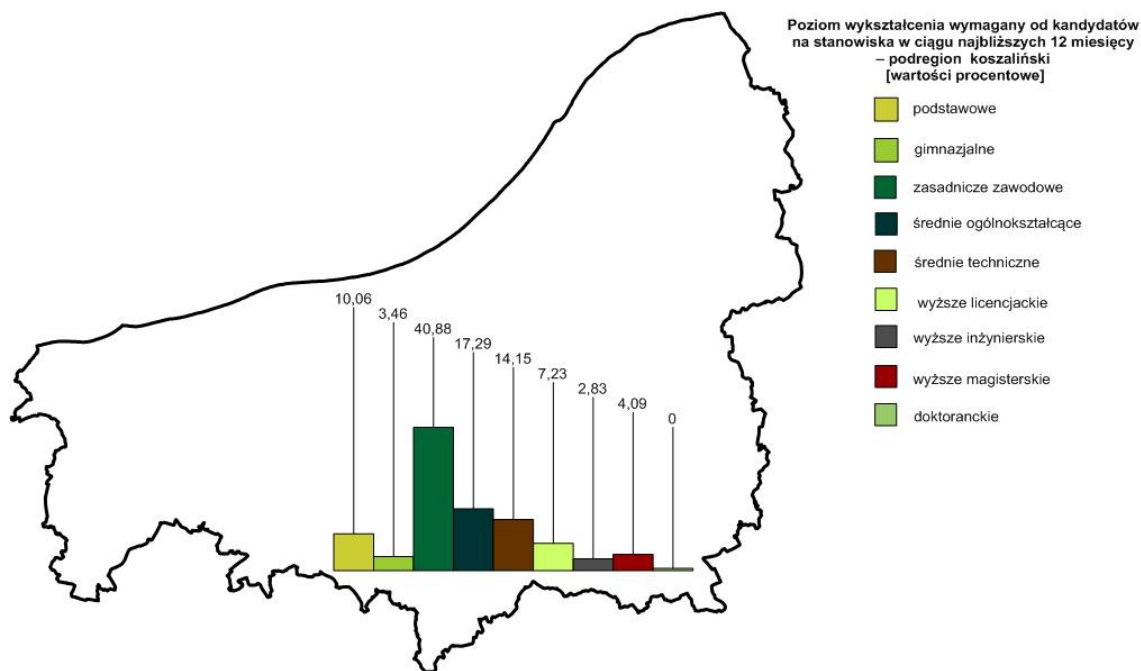 Poziom wykształcenia wymagany od kandydatów
na stanowiska w ciągu najbliższych 12 miesięcy
– podregion koszaliński
[wartości procentowe]
podstawowe
gimnazjalne
zasadnicze zawodowe
średnie ogólnokształcące
średnie techniczne
wyższe licencjackie
wyższe inżynierskie
wyższe magisterskie
doktoranckie
10,06
3,46
40,88
17,29
14,15
7,23
2,83
4,09
0